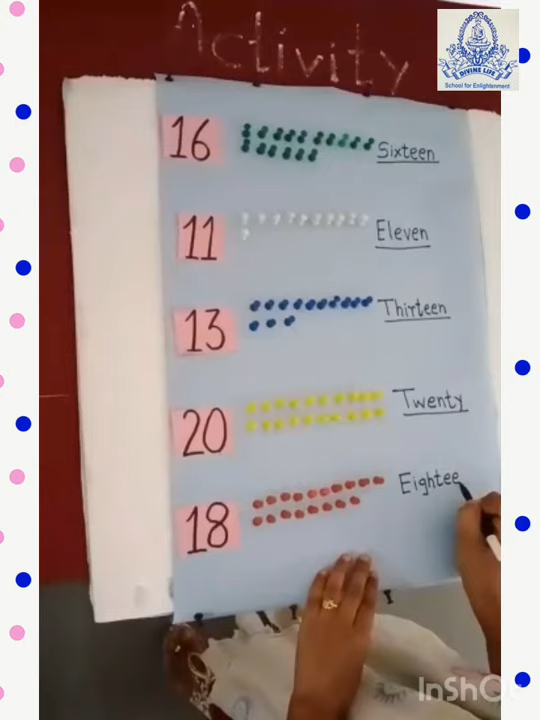 Activity
DIVINE LIFE
School for Enlightenment
16 Sixteen
11 Eleven
13 Thirteen
20 Twenty
18 Eightee
InShOt